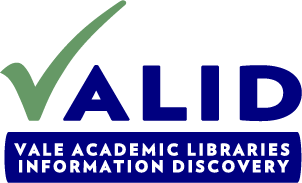 VALID
VALE ACADEMIC LIBRARIES
INFORMATION DISCOVERY